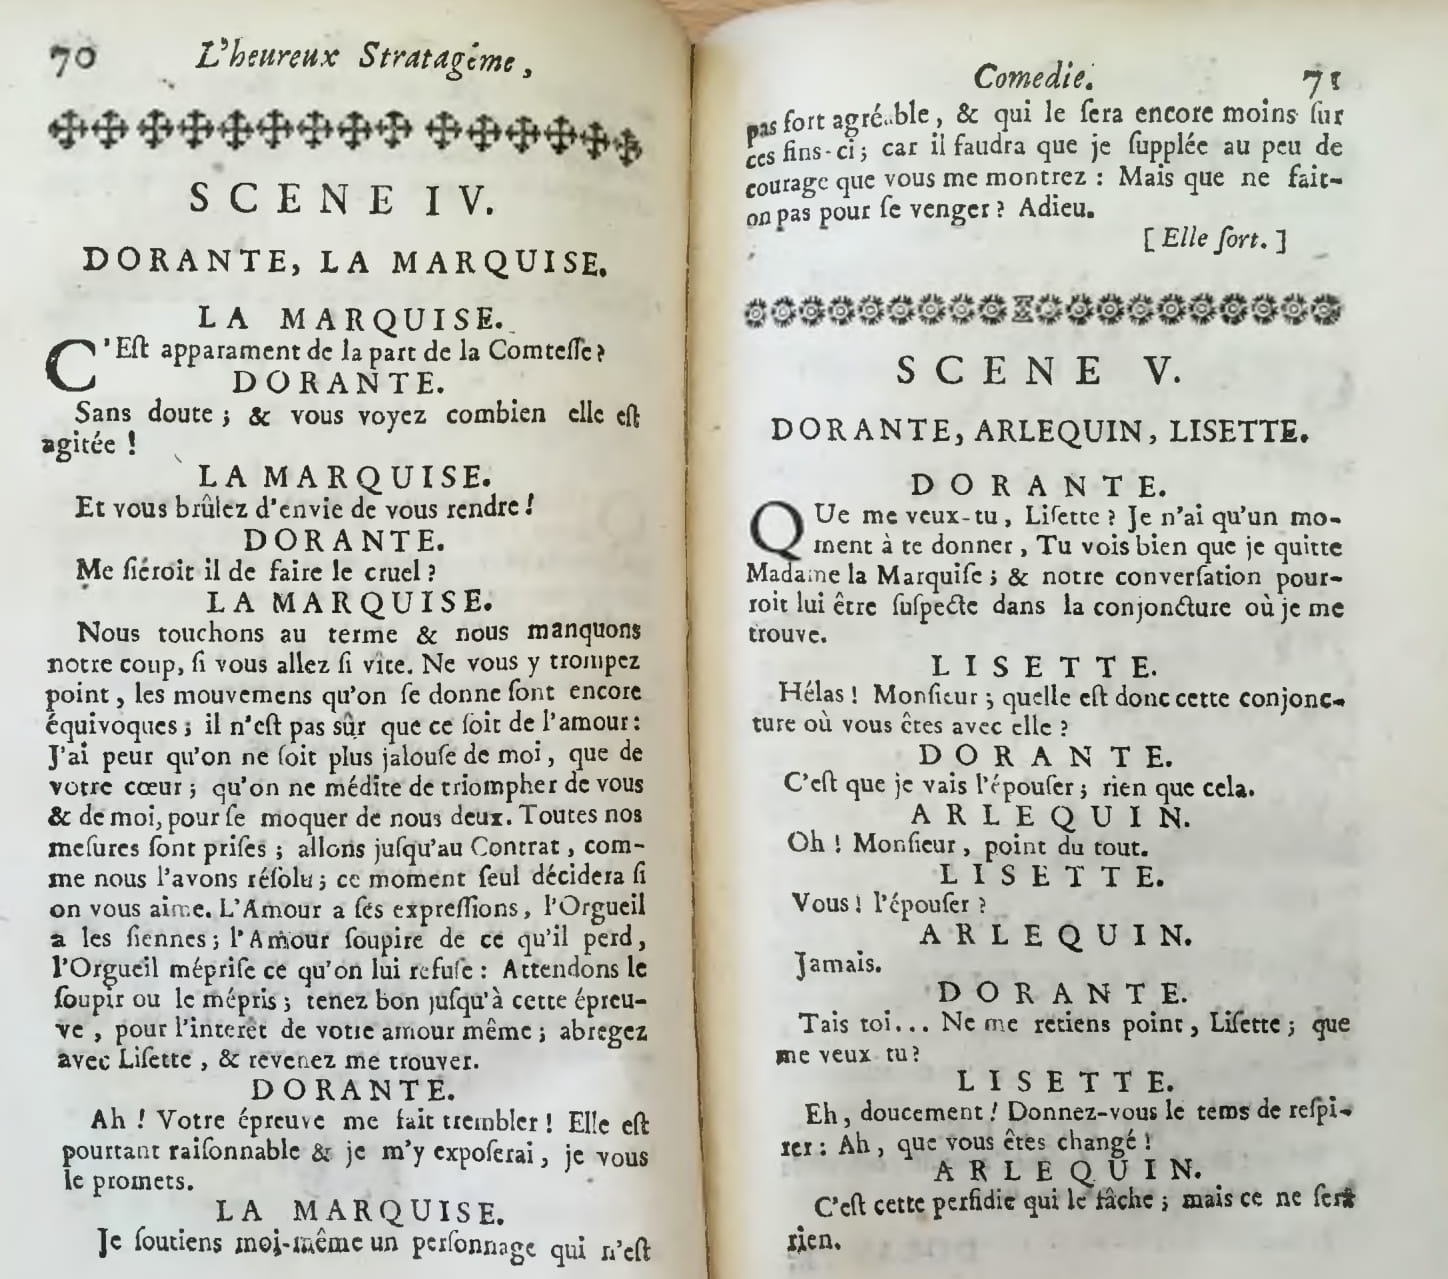 70 L'heureux Stratagéme,
SCENE IV.
DORANTE, LA MARQUISE.
LA MARQUISE.
C'Eſt apparament de la part de la Comteſſe?
DORANTE.
Sans doute ; & vous voyez combien elle eſt
agitée !
LA MARQUISE.
Et vous brûlez d'envie de vous rendre !
DORANTE.
Me ſiéroit il de faire le cruel ?
LA MARQUISE.
Nous touchons au terme & nous manquons
notre coup, ſi vous allez ſi vîte. Ne vous y trompez
point, les mouvemens qu'on ſe donne ſont encore
équivoques ; il n'eſt pas sûr que ce ſoit de l'amour :
J'ai peur qu'on ne ſoit plus jalouſe de moi, que de
votre cœur ; qu'on ne médite de triompher de vous
& de moi, pour ſe moquer de nous deux. Toutes nos
meſures ſont priſes ; allons juſqu'au Contrat, com-
me nous l'avons réſolu ; ce moment ſeul décidera ſi
on vous aime. L'Amour a ſes expreſſions, l'Orgueil
a les ſiennes ; l'Amour ſoupire de ce qu'il perd,
l'Orgueil mépriſe ce qu'on lui refuſe : Attendons le
ſoupir ou le mépris ; tenez bon juſqu'à cette épreu-
ve, pour l'interêt de votre amour même ; abregez
avec Liſette, & revenez me trouver.
DORANTE.
Ah ! Votre épreuve me fait trembler ! Elle eſt
pourtant raiſonnable & je m'y expoſerai, je vous
le promets.
LA MARQUISE.
Je ſoutiens moi-même un perſonnage qui n'eſt
Comedie. 71
pas fort agréable, & qui le ſera encore moins ſur
ces fins-ci ; car il faudra que je ſupplée au peu de
courage que vous me montrez : Mais que ne fait-
on pas pour ſe venger ? Adieu.
[ Elle ſort. ]
SCENE V.
DORANTE, ARLEQUIN, LISETTE.
DORANTE.
QUe me veux-tu, Liſette ? Je n'ai qu'un mo-
ment à te donner, Tu vois bien que je quitte
Madame la Marquiſe ; & notre converſation pour-
roit lui être ſuſpecte dans la conjoncture où je me
trouve.
LISETTE.
Hélas ! Monſieur ; quelle eſt donc cette conjonc-
ture où vous êtes avec elle ?
DORANTE.
C'eſt que je vais l'épouſer ; rien que cela.
ARLEQUIN.
Oh ! Monſieur, point du tout.
LISETTE.
Vous ! l'épouſer ?
ARLEQUIN.
Jamais.
DORANTE.
Tais toi... Ne me retiens point, Liſette ; que
me veux-tu ?
LISETTE.
Eh, doucement ! Donnez-vous le tems de reſpi-
rer : Ah, que vous êtes changé !
ARLEQUIN.
C'eſt cette perfidie qui le fâche ; mais ce ne ſera
rien.